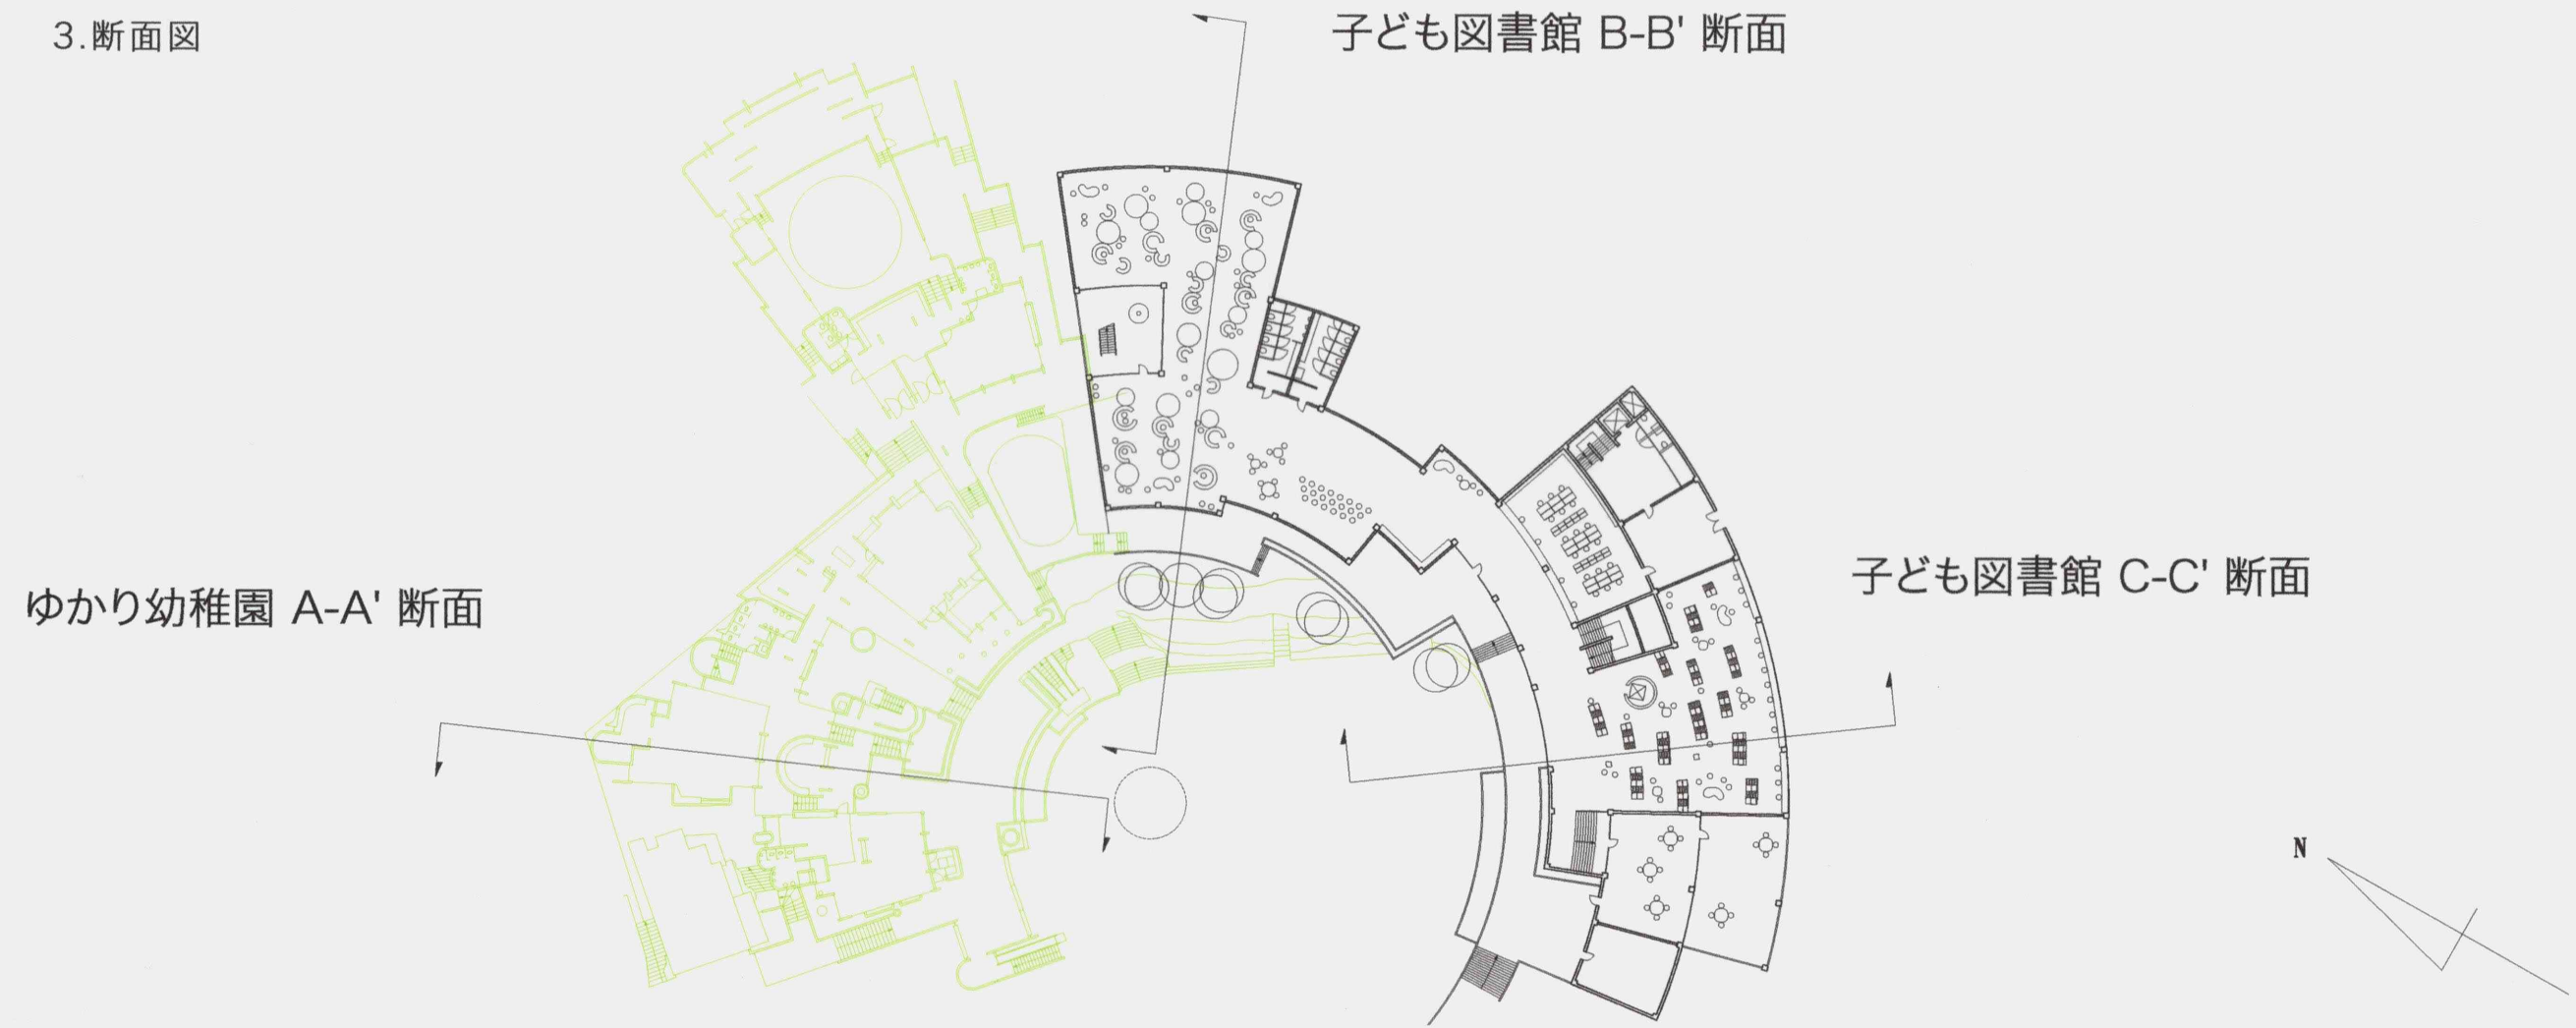 3.断面図
子ども図書館 B-B' 断面
子ども図書館 C-C' 断面
ゆかり幼稚園 A-A' 断面
N